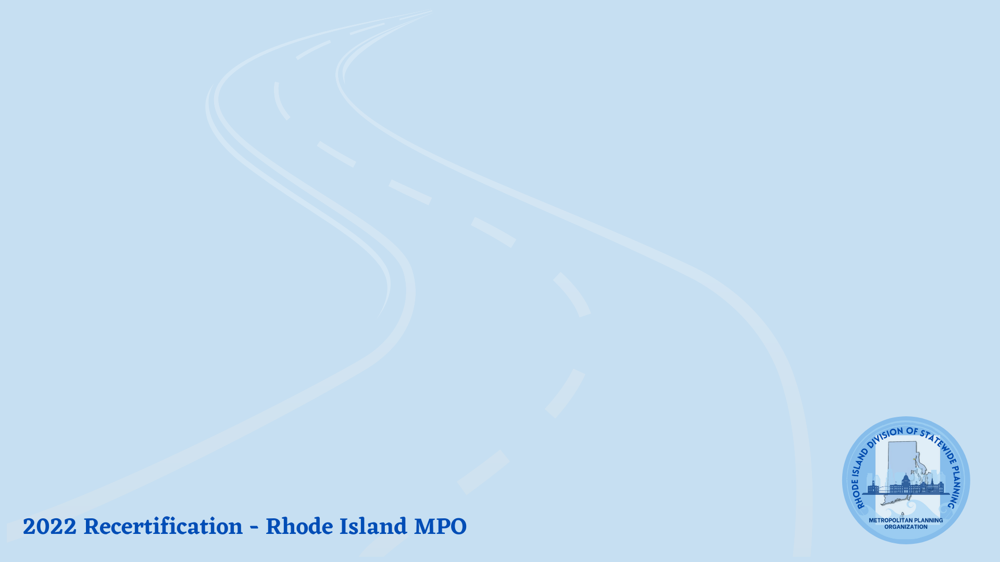 RHODE ISLAND DIVISION OF STATEWIDE PLANNING
METROPOLITAN PLANNING
ORGANIZATION
2022 Recertification - Rhode Island MPO